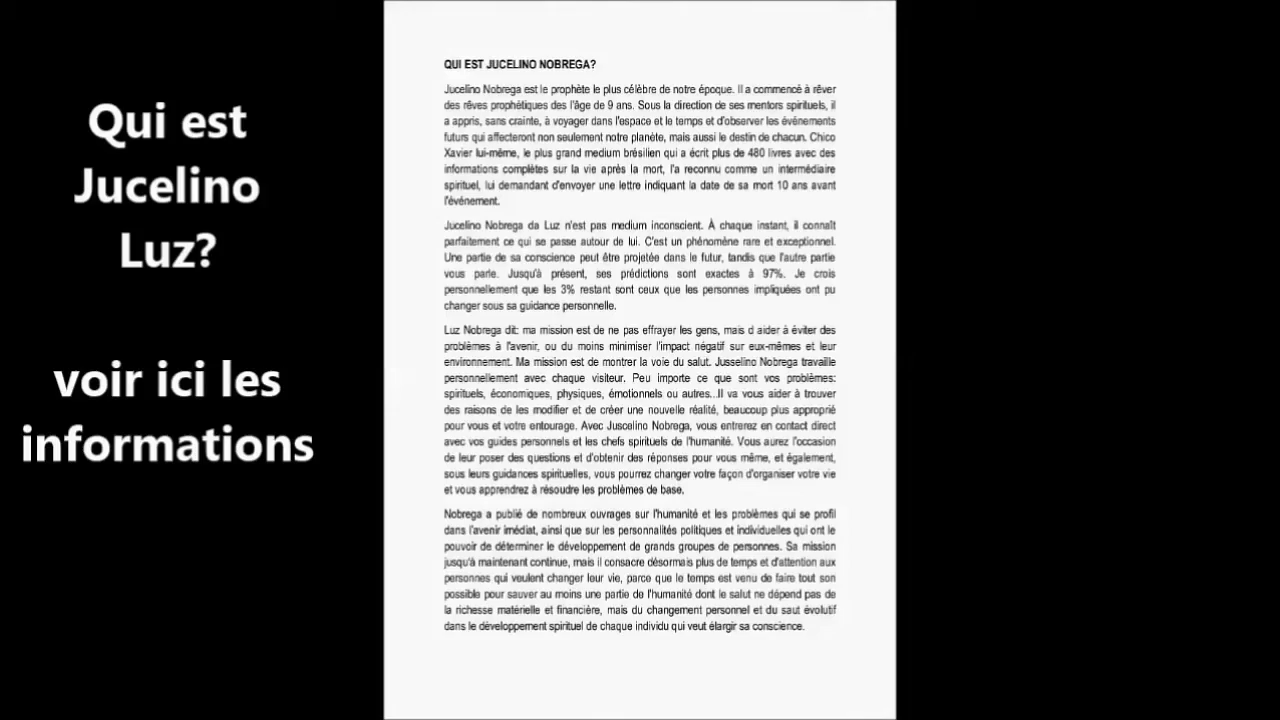 Qui est
Jucelino
Luz?
voir ici les
informations
QUI EST JUCELINO NOBREGA?
Jucelino Nobrega est le prophète le plus célèbre de notre époque. Il a commencé à rêver
des rêves prophétiques des l'âge de 9 ans. Sous la direction de ses mentors spirituels, il
a appris, sans crainte, à voyager dans l'espace et le temps et d'observer les événements
futurs qui affecteront non seulement notre planète, mais aussi le destin de chacun. Chico
Xavier lui-même, le plus grand medium brésilien qui a écrit plus de 480 livres avec des
informations complètes sur la vie après la mort, l'a reconnu comme un intermédiaire
spirituel, lui demandant d'envoyer une lettre indiquant la date de sa mort 10 ans avant
l'événement.
Jucelino Nobrega da Luz n'est pas medium inconscient. À chaque instant, il connaît
parfaitement ce qui se passe autour de lui. C'est un phénomène rare et exceptionnel.
Une partie de sa conscience peut être projetée dans le futur, tandis que l'autre partie
vous parle. Jusqu'à présent, ses prédictions sont exactes à 97%. Je crois
personnellement que les 3% restant sont ceux que les personnes impliquées ont pu
changer sous sa guidance personnelle.
Luz Nobrega dit: ma mission est de ne pas effrayer les gens, mais d aider à éviter des
problèmes à l'avenir, ou du moins minimiser l'impact négatif sur eux-mêmes et leur
environnement. Ma mission est de montrer la voie du salut. Jusselino Nobrega travaille
personnellement avec chaque visiteur. Peu importe ce que sont vos problèmes:
spirituels, économiques, physiques, émotionnels ou autres...Il va vous aider à trouver
des raisons de les modifier et de créer une nouvelle réalité, beaucoup plus approprié
pour vous et votre entourage. Avec Juscelino Nobrega, vous entrerez en contact direct
avec vos guides personnels et les chefs spirituels de l'humanité. Vous aurez l'occasion
de leur poser des questions et d'obtenir des réponses pour vous même, et également,
sous leurs guidances spirituelles, vous pourrez changer votre façon d'organiser votre vie
et vous apprendrez à résoudre les problèmes de base.
Nobrega a publié de nombreux ouvrages sur l'humanité et les problèmes qui se profil
dans l'avenir imédiat, ainsi que sur les personnalités politiques et individuelles qui ont le
pouvoir de déterminer le développement de grands groupes de personnes. Sa mission
jusqu'à maintenant continue, mais il consacre désormais plus de temps et d'attention aux
personnes qui veulent changer leur vie, parce que le temps est venu de faire tout son
possible pour sauver au moins une partie de l'humanité dont le salut ne dépend pas de
la richesse matérielle et financière, mais du changement personnel et du saut évolutif
dans le développement spirituel de chaque individu qui veut élargir sa conscience.